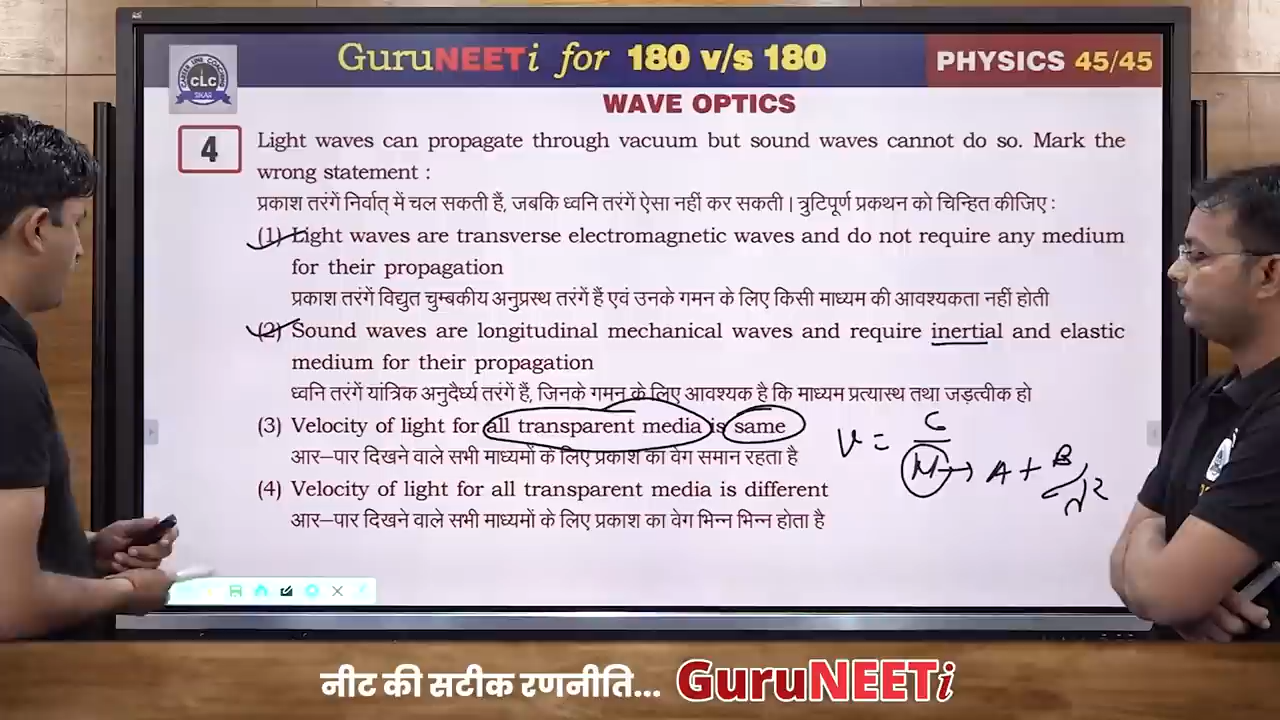 CLC
SIKAR
GuruNEETi for 180 v/s 180
PHYSICS 45/45
WAVE OPTICS
4
Light waves can propagate through vacuum but sound waves cannot do so. Mark the
wrong statement :
प्रकाश तरंगें निर्वात् में चल सकती हैं, जबकि ध्वनि तरंगें ऐसा नहीं कर सकती | त्रुटिपूर्ण प्रकथन को चिन्हित कीजिए :
(1) Light waves are transverse electromagnetic waves and do not require any medium
for their propagation
प्रकाश तरंगें विद्युत चुम्बकीय अनुप्रस्थ तरंगें हैं एवं उनके गमन के लिए किसी माध्यम की आवश्यकता नहीं होती
(2) Sound waves are longitudinal mechanical waves and require inertial and elastic
medium for their propagation
ध्वनि तरंगें यांत्रिक अनुदैर्ध्य तरंगें हैं, जिनके गमन के लिए आवश्यक है कि माध्यम प्रत्यास्थ तथा जड़त्वीक हो
(3) Velocity of light for all transparent media is same
आर–पार दिखने वाले सभी माध्यमों के लिए प्रकाश का वेग समान रहता है
(4) Velocity of light for all transparent media is different
आर–पार दिखने वाले सभी माध्यमों के लिए प्रकाश का वेग भिन्न भिन्न होता है
नीट की सटीक रणनीति... GuruNEETi